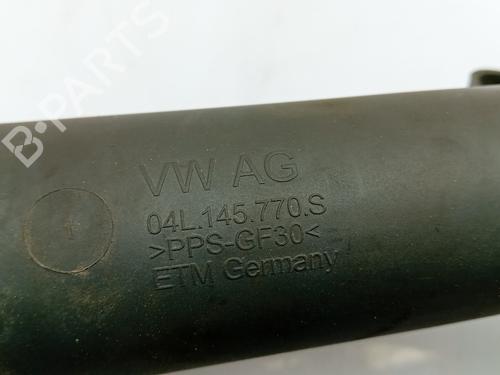 B-PARTS
VW AG
04L.145.770.S
>PPS-GF30<
ETM Germany